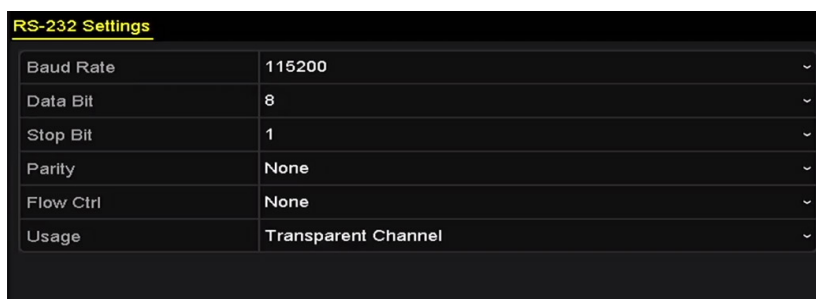 RS-232 Settings
Baud Rate 115200
Data Bit 8
Stop Bit 1
Parity None
Flow Ctrl None
Usage Transparent Channel